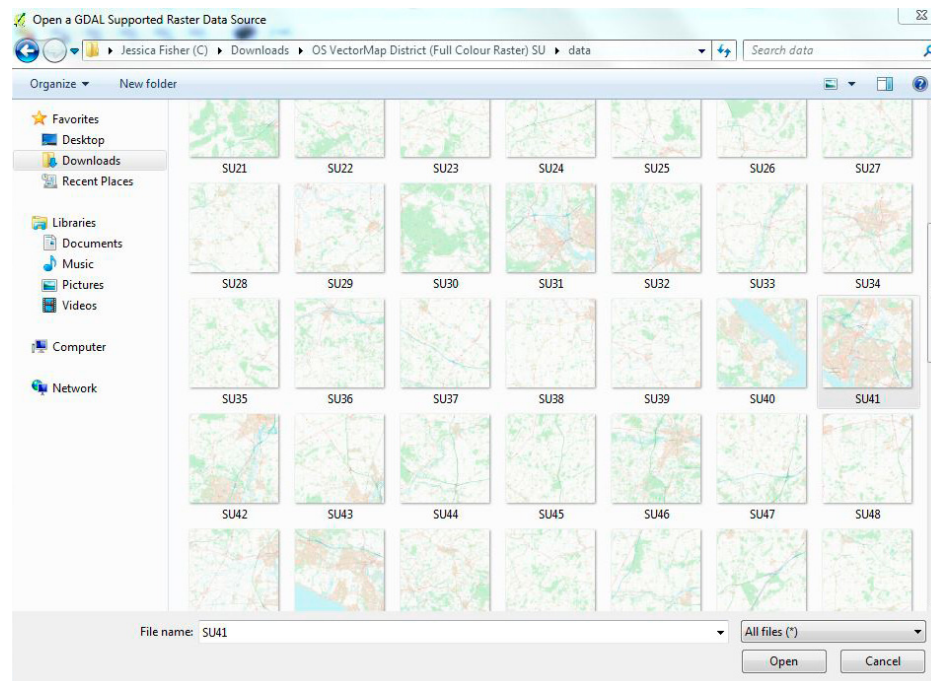 Open a GDAL Supported Raster Data Source
Jessica Fisher (C) Downloads OS VectorMap District (Full Colour Raster) SU data Search data
Organize New folder
Favorites
Desktop
Downloads
Recent Places
Libraries
Documents
Music
Pictures
Videos
Computer
Network
SU21 SU22 SU23 SU24 SU25 SU26 SU27
SU28 SU29 SU30 SU31 SU32 SU33 SU34
SU35 SU36 SU37 SU38 SU39 SU40 SU41
SU42 SU43 SU44 SU45 SU46 SU47 SU48
File name: SU41 All files (*)
Open Cancel